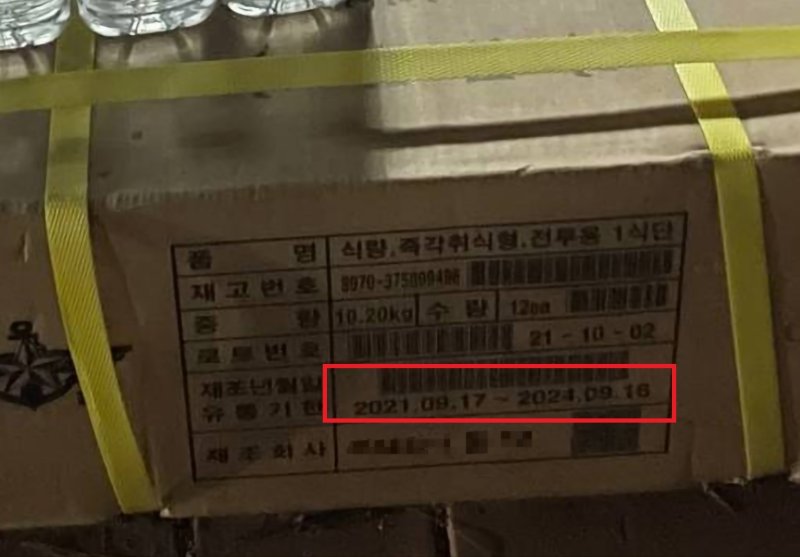 품 명 식량,즉각취식형,전투용 1식단
재고번호 8970-375009496
중 량 10.20kg 수 량 12ea
로트번호 21-10-02
제조년월일
유통기한 2021.09.17~2024.09.16
제조회사